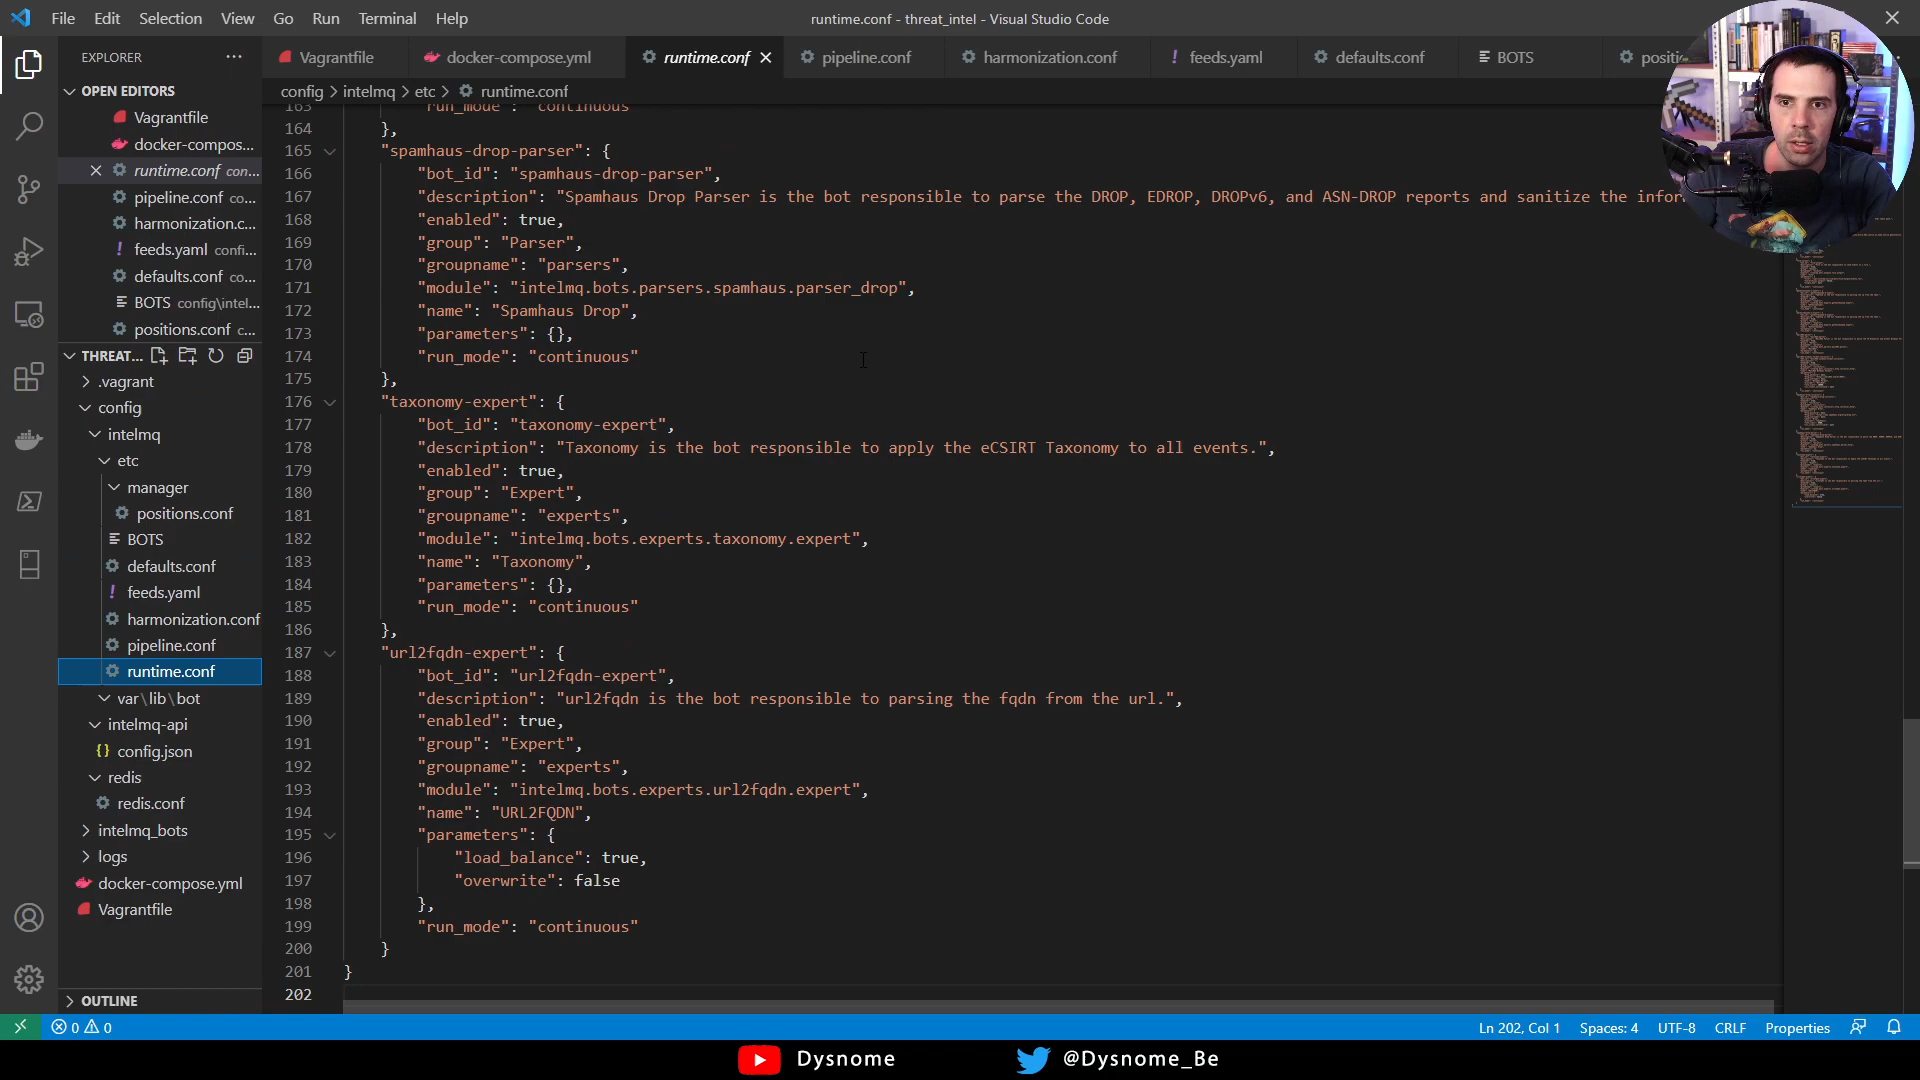 File Edit Selection View Go Run Terminal Help
runtime.conf - threat_intel - Visual Studio Code
EXPLORER
Vagrantfile
docker-compose.yml
runtime.conf
pipeline.conf
harmonization.conf
feeds.yaml
defaults.conf
BOTS
config > intelmq > etc > runtime.conf
OPEN EDITORS
Vagrantfile
docker-compos...
runtime.conf con...
pipeline.conf co...
harmonization.c...
feeds.yaml confi...
defaults.conf co...
BOTS config\intel...
positions.conf c...
THREAT...
.vagrant
config
intelmq
etc
manager
positions.conf
BOTS
defaults.conf
feeds.yaml
harmonization.conf
pipeline.conf
runtime.conf
var\lib\bot
intelmq-api
config.json
redis
redis.conf
intelmq_bots
logs
docker-compose.yml
Vagrantfile
OUTLINE
163 "run_mode": "continuous"
164 },
165 "spamhaus-drop-parser": {
166 "bot_id": "spamhaus-drop-parser",
167 "description": "Spamhaus Drop Parser is the bot responsible to parse the DROP, EDROP, DROPv6, and ASN-DROP reports and sanitize the
168 "enabled": true,
169 "group": "Parser",
170 "groupname": "parsers",
171 "module": "intelmq.bots.parsers.spamhaus.parser_drop",
172 "name": "Spamhaus Drop",
173 "parameters": {},
174 "run_mode": "continuous"
175 },
176 "taxonomy-expert": {
177 "bot_id": "taxonomy-expert",
178 "description": "Taxonomy is the bot responsible to apply the eCSIRT Taxonomy to all events.",
179 "enabled": true,
180 "group": "Expert",
181 "groupname": "experts",
182 "module": "intelmq.bots.experts.taxonomy.expert",
183 "name": "Taxonomy",
184 "parameters": {},
185 "run_mode": "continuous"
186 },
187 "url2fqdn-expert": {
188 "bot_id": "url2fqdn-expert",
189 "description": "url2fqdn is the bot responsible to parsing the fqdn from the url.",
190 "enabled": true,
191 "group": "Expert",
192 "groupname": "experts",
193 "module": "intelmq.bots.experts.url2fqdn.expert",
194 "name": "URL2FQDN",
195 "parameters": {
196 "load_balance": true,
197 "overwrite": false
198 },
199 "run_mode": "continuous"
200 }
201 }
202
0 0
Ln 202, Col 1 Spaces: 4 UTF-8 CRLF Properties
Dysnome @Dysnome_Be